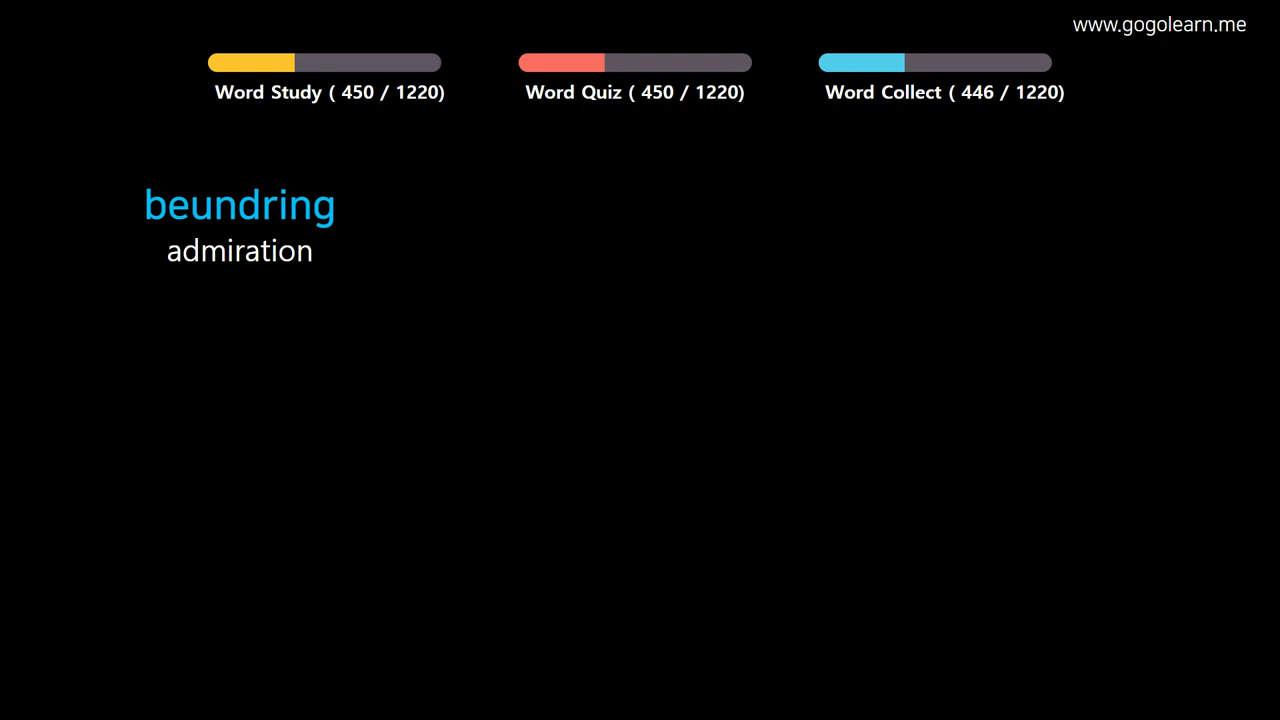 www.gogolearn.me
Word Study ( 450 / 1220)
Word Quiz ( 450 / 1220)
Word Collect ( 446 / 1220)
beundring
admiration